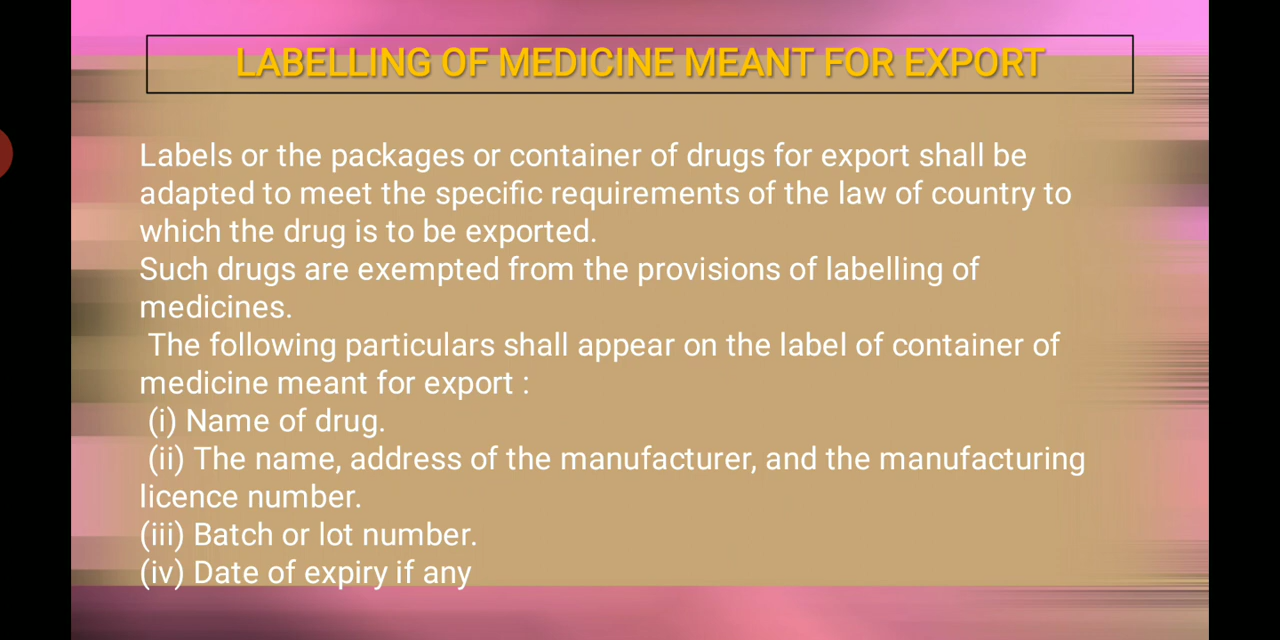 LABELLING OF MEDICINE MEANT FOR EXPORT
Labels or the packages or container of drugs for export shall be
adapted to meet the specific requirements of the law of country to
which the drug is to be exported.
Such drugs are exempted from the provisions of labelling of
medicines.
The following particulars shall appear on the label of container of
medicine meant for export :
(i) Name of drug.
(ii) The name, address of the manufacturer, and the manufacturing
licence number.
(iii) Batch or lot number.
(iv) Date of expiry if any